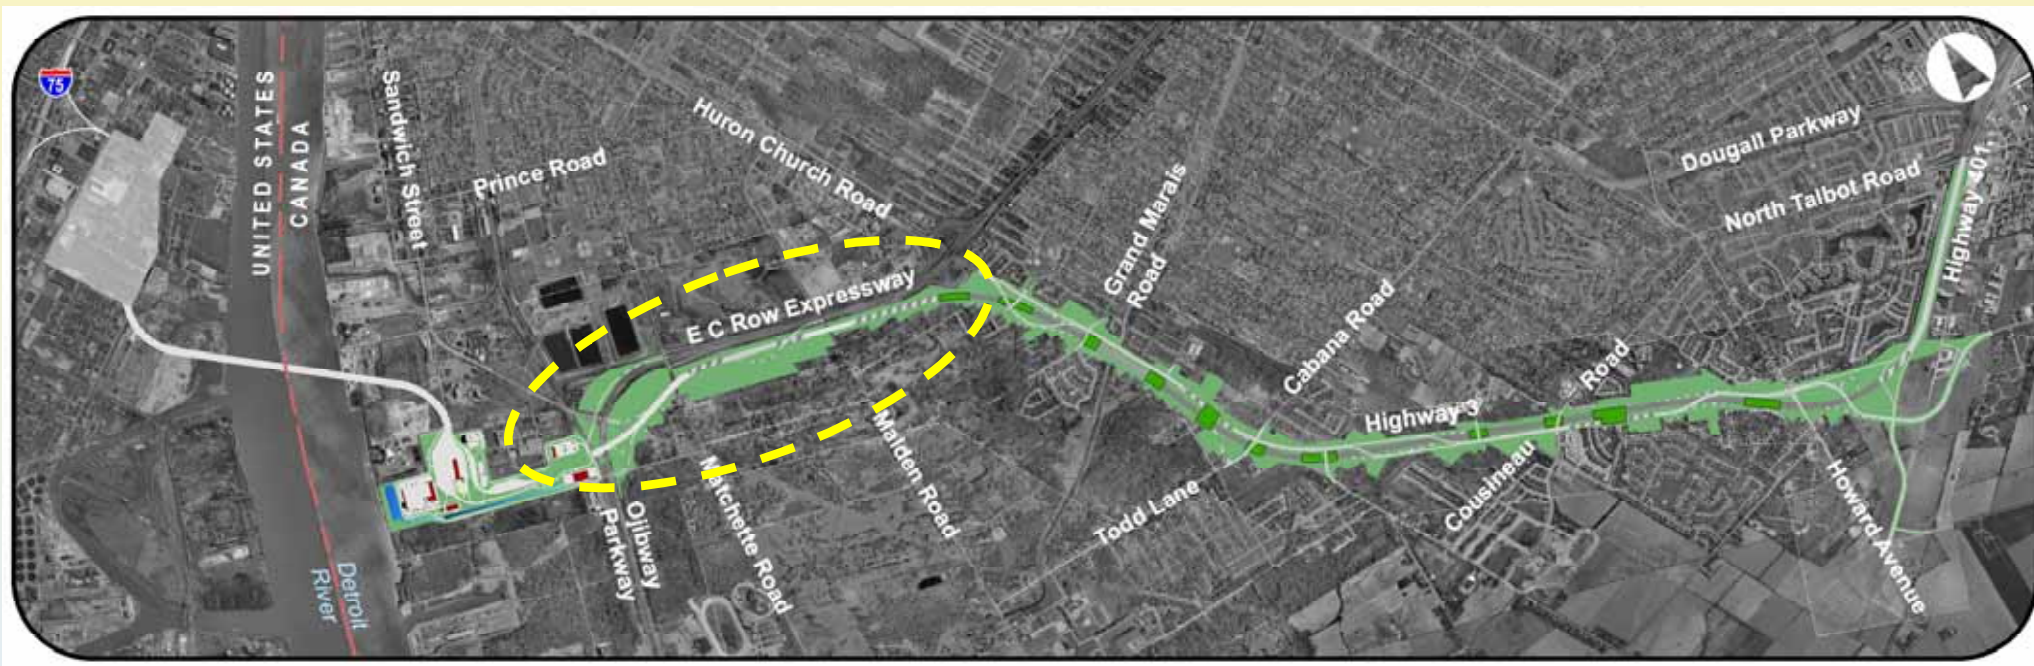 75
UNITED STATES
CANADA
Sandwich Street
Prince Road
Huron Church Road
E C Row Expressway
Grand Marais
Road
Cabana Road
Dougall Parkway
North Talbot Road
Highway 401
Highway 3
Cousineau
Road
Howard Avenue
Todd Lane
Malden Road
Matchette Road
Ojibway
Parkway
Detroit
River